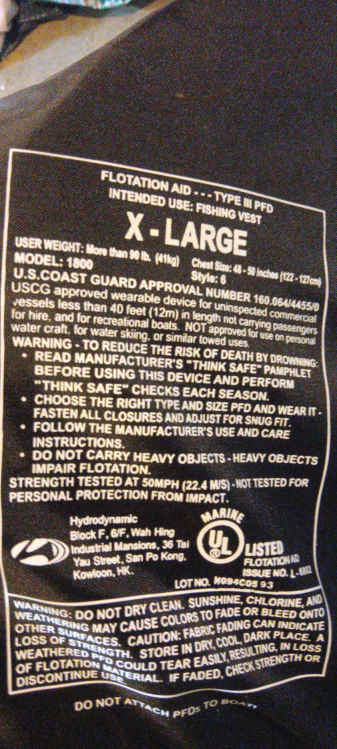 FLOTATION AID - - - TYPE III PFD
INTENDED USE: FISHING VEST
X - LARGE
USER WEIGHT: More than 90 lb. (41kg) Chest Size: 48 - 50 inches (122 - 127cm)
MODEL: 1800 Style: 6
U.S.COAST GUARD APPROVAL NUMBER 160.064/4455/0
USCG approved wearable device for uninspected commercial
vessels less than 40 feet (12m) in length not carrying passengers
for hire, and for recreational boats. NOT approved for use on personal
water craft, for water skiing, or similar towed uses.
WARNING - TO REDUCE THE RISK OF DEATH BY DROWNING:
• READ MANUFACTURER'S "THINK SAFE" PAMPHLET
BEFORE USING THIS DEVICE AND PERFORM
"THINK SAFE" CHECKS EACH SEASON.
• CHOOSE THE RIGHT TYPE AND SIZE PFD AND WEAR IT -
FASTEN ALL CLOSURES AND ADJUST FOR SNUG FIT.
• FOLLOW THE MANUFACTURER'S USE AND CARE
INSTRUCTIONS.
• DO NOT CARRY HEAVY OBJECTS - HEAVY OBJECTS
IMPAIR FLOTATION.
STRENGTH TESTED AT 50MPH (22.4 M/S) - NOT TESTED FOR
PERSONAL PROTECTION FROM IMPACT.
Hydrodynamic
Block F, 6/F, Wah Hing
Industrial Mansions, 36 Tai
Yau Street, San Po Kong,
Kowloon, HK.
MARINE
UL
LISTED
FLOTATION AID
ISSUE NO.
LOT NO.
WARNING: DO NOT DRY CLEAN. SUNSHINE, CHLORINE, AND
WEATHERING MAY CAUSE COLORS TO FADE OR BLEED ONTO
OTHER SURFACES. CAUTION: FABRIC FADING CAN INDICATE
LOSS OF STRENGTH. STORE IN DRY, COOL, DARK PLACE. A
WEATHERED PFD COULD TEAR EASILY, RESULTING, IN LOSS
OF FLOTATION MATERIAL. IF FADED, CHECK STRENGTH OR
DISCONTINUE USE.
DO NOT ATTACH PFDs TO BOAT